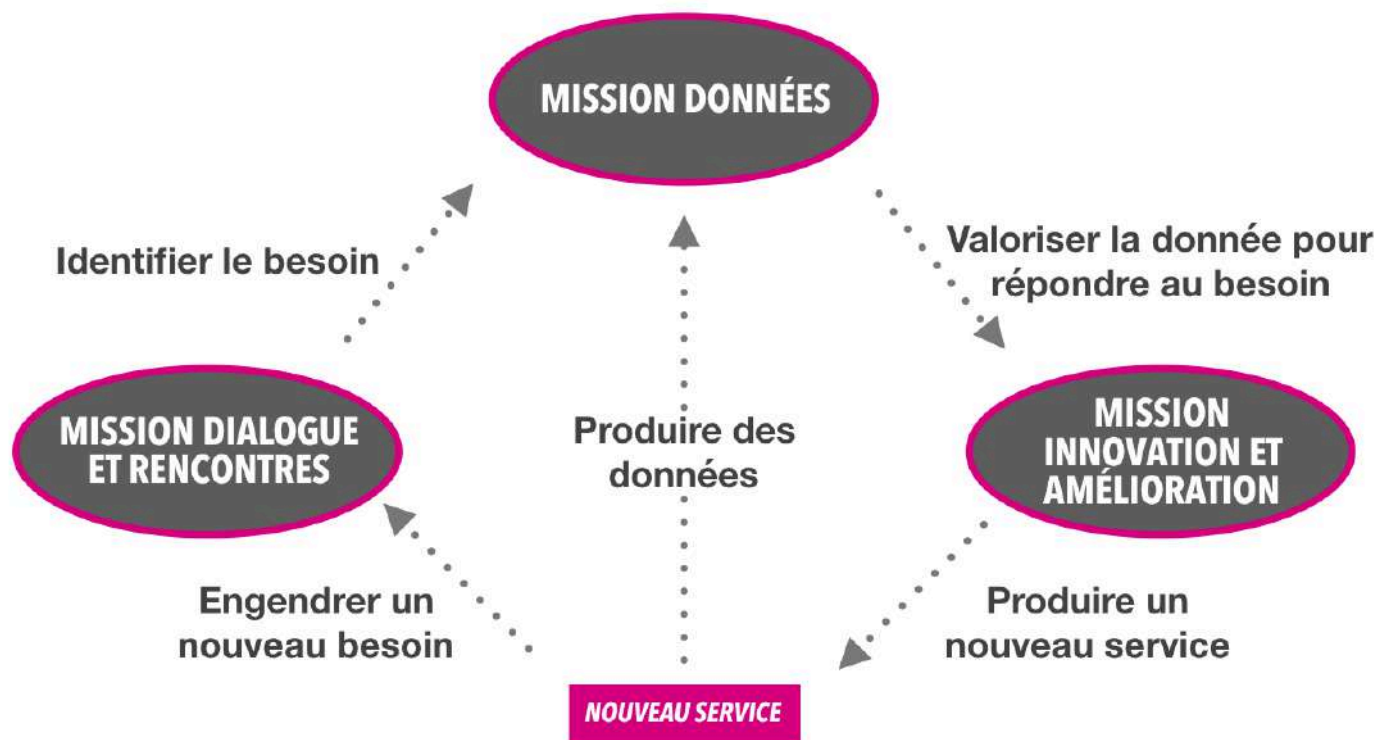 MISSION DONNÉES
Identifier le besoin
Valoriser la donnée pour
répondre au besoin
MISSION DIALOGUE
ET RENCONTRES
Produire des
données
MISSION
INNOVATION ET
AMÉLIORATION
Engendrer un
nouveau besoin
Produire un
nouveau service
NOUVEAU SERVICE